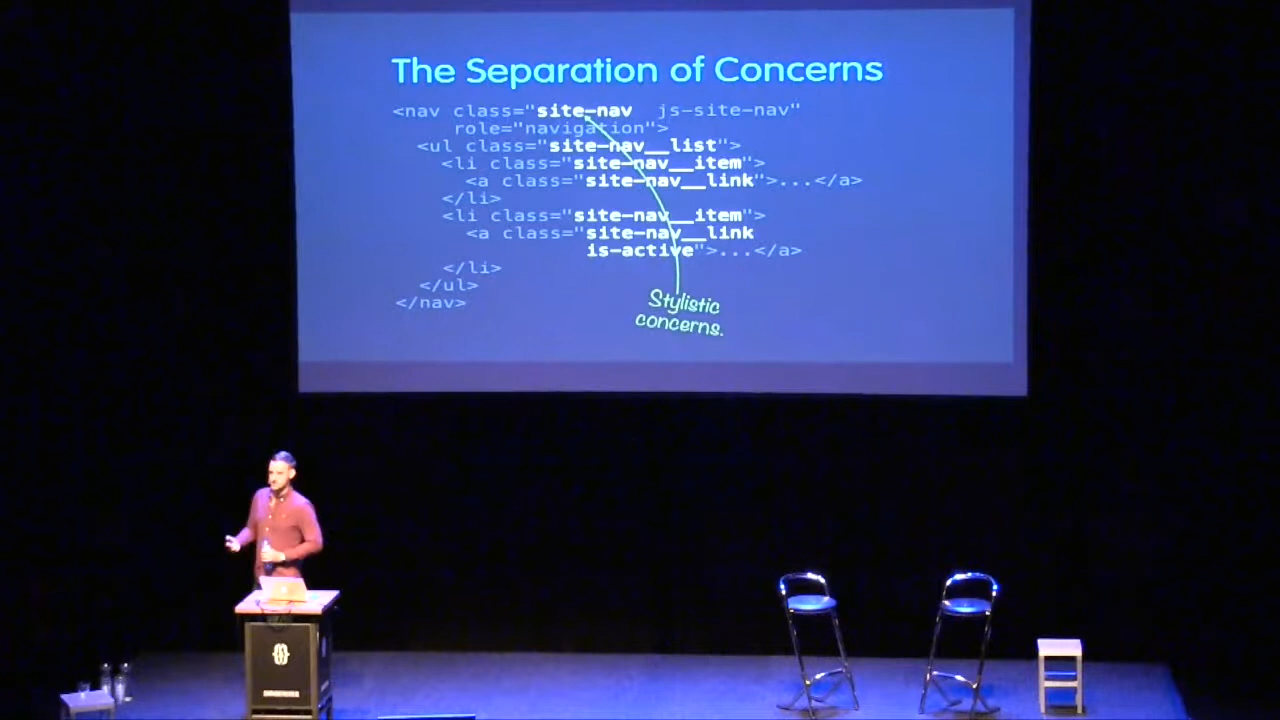 The Separation of Concerns
<nav class="site-nav  js-site-nav"
role="navigation">
<ul class="site-nav__list">
<li class="site-nav__item">
<a class="site-nav__link">...</a>
</li>
<li class="site-nav__item">
<a class="site-nav__link
is-active">...</a>
</li>
</ul>
</nav>
Stylistic
concerns.